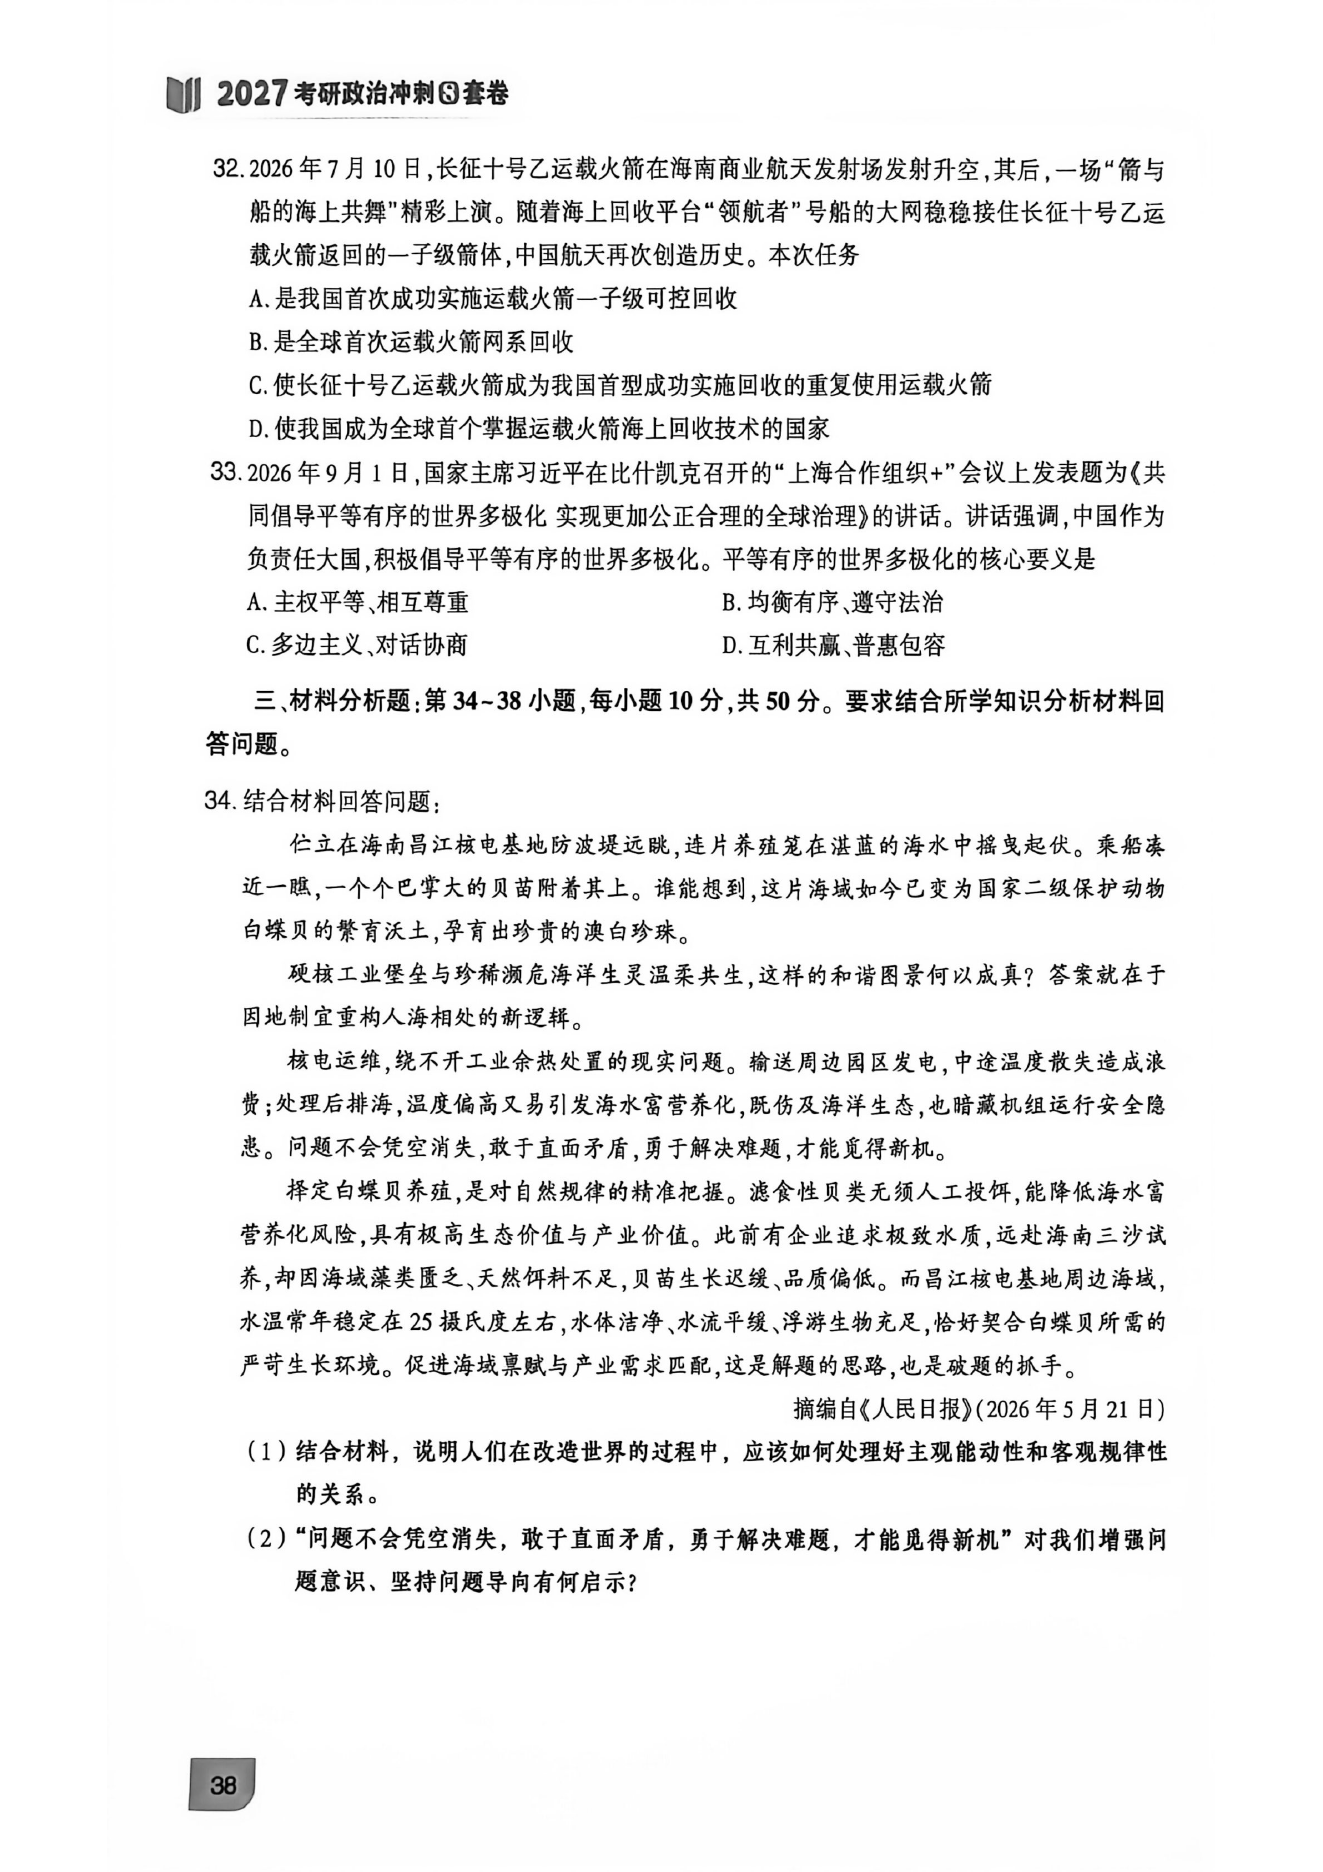 2027考研政治冲刺8套卷
32.2026年7月10日,长征十号乙运载火箭在海南商业航天发射场发射升空,其后,一场“箭与
船的海上共舞”精彩上演。随着海上回收平台“领航者”号船的大网稳稳接住长征十号乙运
载火箭返回的一子级箭体,中国航天再次创造历史。本次任务
A.是我国首次成功实施运载火箭一子级可控回收
B.是全球首次运载火箭网系回收
C.使长征十号乙运载火箭成为我国首型成功实施回收的重复使用运载火箭
D.使我国成为全球首个掌握运载火箭海上回收技术的国家
33.2026年9月1日,国家主席习近平在比什凯克召开的“上海合作组织+”会议上发表题为《共
同倡导平等有序的世界多极化 实现更加公正合理的全球治理》的讲话。讲话强调,中国作为
负责任大国,积极倡导平等有序的世界多极化。平等有序的世界多极化的核心要义是
A.主权平等、相互尊重 B.均衡有序、遵守法治
C.多边主义、对话协商 D.互利共赢、普惠包容
三、材料分析题:第34~38小题,每小题10分,共50分。要求结合所学知识分析材料回
答问题。
34.结合材料回答问题:
伫立在海南昌江核电基地防波堤远眺,连片养殖笼在湛蓝的海水中摇曳起伏。乘船凑
近一瞧,一个个巴掌大的贝苗附着其上。谁能想到,这片海域如今已变为国家二级保护动物
白蝶贝的繁育沃土,孕育出珍贵的澳白珍珠。
硬核工业堡垒与珍稀濒危海洋生灵温柔共生,这样的和谐图景何以成真?答案就在于
因地制宜重构人海相处的新逻辑。
核电运维,绕不开工业余热处置的现实问题。输送周边园区发电,中途温度散失造成浪
费;处理后排海,温度偏高又易引发海水富营养化,既伤及海洋生态,也暗藏机组运行安全隐
患。问题不会凭空消失,敢于直面矛盾,勇于解决难题,才能觅得新机。
择定白蝶贝养殖,是对自然规律的精准把握。滤食性贝类无须人工投饵,能降低海水富
营养化风险,具有极高生态价值与产业价值。此前有企业追求极致水质,远赴海南三沙试
养,却因海域藻类匮乏、天然饵料不足,贝苗生长迟缓、品质偏低。而昌江核电基地周边海域,
水温常年稳定在25摄氏度左右,水体洁净、水流平缓、浮游生物充足,恰好契合白蝶贝所需的
严苛生长环境。促进海域禀赋与产业需求匹配,这是解题的思路,也是破题的抓手。
摘编自《人民日报》(2026年5月21日)
(1)结合材料，说明人们在改造世界的过程中，应该如何处理好主观能动性和客观规律性
的关系。
(2)“问题不会凭空消失，敢于直面矛盾，勇于解决难题，才能觅得新机”对我们增强问
题意识、坚持问题导向有何启示?
38